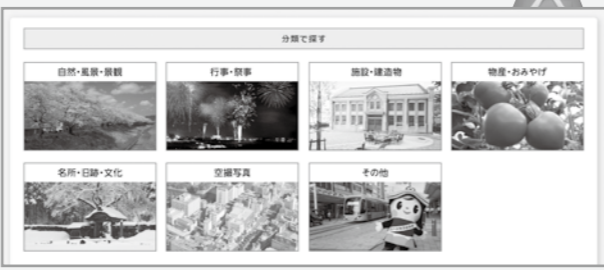 分類で探す
自然・風景・景観
行事・祭事
施設・建造物
物産・おみやげ
名所・旧跡・文化
空撮写真
その他